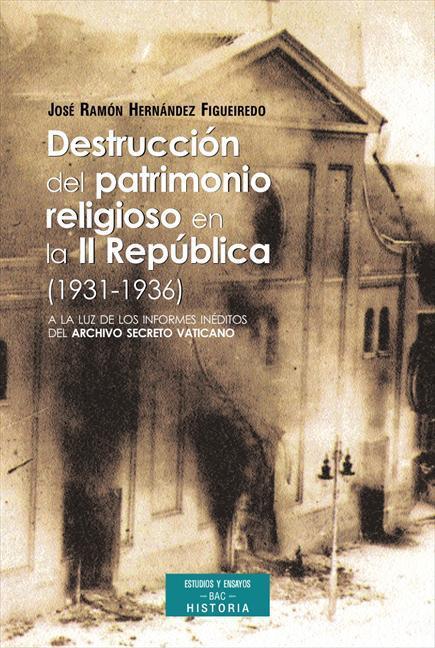 JOSÉ RAMÓN HERNÁNDEZ FIGUEIREDO
Destrucción
del patrimonio
religioso en
la II República
(1931-1936)
A LA LUZ DE LOS INFORMES INÉDITOS
DEL ARCHIVO SECRETO VATICANO
ESTUDIOS Y ENSAYOS
— BAC —
HISTORIA